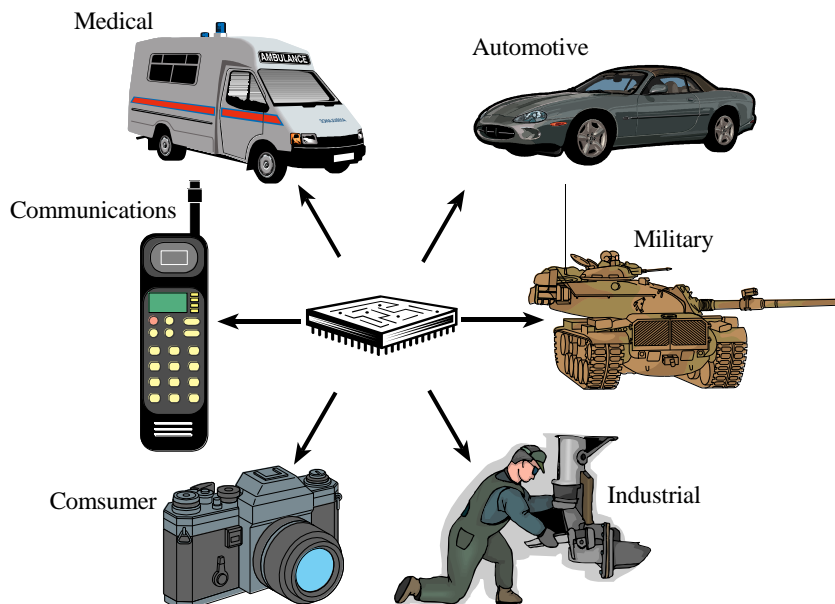 Medical
AMBULANCE
Automotive
Communications
Military
Comsumer
Industrial